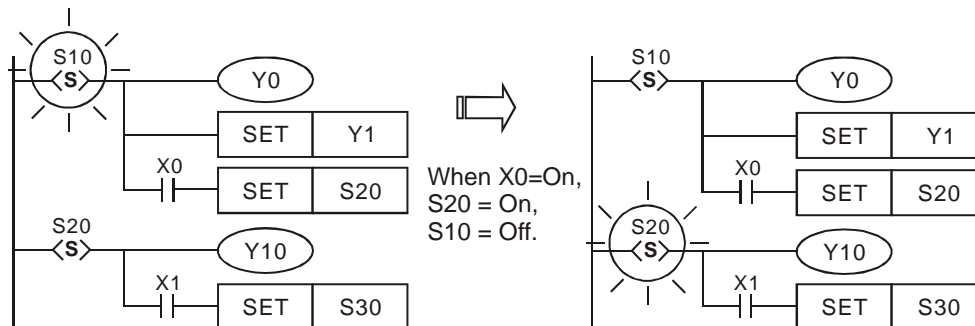 S10
S
Y0
SET Y1
X0
SET S20
S20
S
Y10
X1
SET S30
When X0=On,
S20 = On,
S10 = Off.
S10
S
Y0
SET Y1
X0
SET S20
S20
S
Y10
X1
SET S30